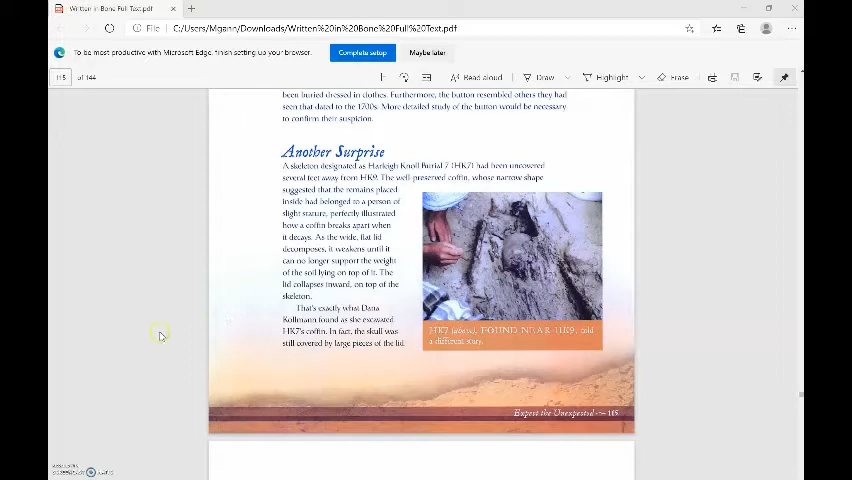 Written in Bone Full Text.pdf
File
C:/Users/Mgann/Downloads/Written%20in%20Bone%20Full%20Text.pdf
To be most productive with Microsoft Edge, finish setting up your browser.
Complete setup
Maybe later
115 of 144
Read aloud
Draw
Highlight
Erase
been buried dressed in clothes. Furthermore, the button resembled others they had
seen that dated to the 1700s. More detailed study of the button would be necessary
to confirm their suspicion.
Another Surprise
A skeleton designated as Harleigh Knoll Burial 7 (HK7) had been uncovered
several feet away from HK9. The well-preserved coffin, whose narrow shape
suggested that the remains placed
inside had belonged to a person of
slight stature, perfectly illustrated
how a coffin breaks apart when
it decays. As the wide, flat lid
decomposes, it weakens until it
can no longer support the weight
of the soil lying on top of it. The
lid collapses inward, on top of the
skeleton.
That's exactly what Dana
Kollmann found as she excavated
HK7's coffin. In fact, the skull was
still covered by large pieces of the lid
HK7 (above), FOUND NEAR HK9, told
a different story.
Expect the Unexpected ~ 115